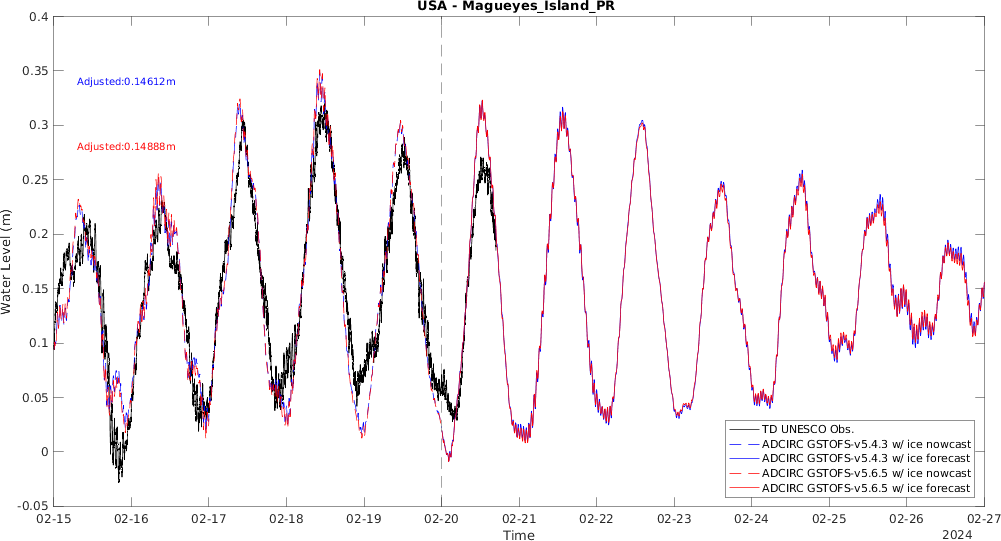 USA - Magueyes_Island_PR
Water Level (m)
0.4
0.35
0.3
0.25
0.2
0.15
0.1
0.05
0
-0.05
Adjusted:0.14612m
Adjusted:0.14888m
TD UNESCO Obs.
ADCIRC GSTOFS-v5.4.3 w/ ice nowcast
ADCIRC GSTOFS-v5.4.3 w/ ice forecast
ADCIRC GSTOFS-v5.6.5 w/ ice nowcast
ADCIRC GSTOFS-v5.6.5 w/ ice forecast
02-15 02-16 02-17 02-18 02-19 02-20 02-21 02-22 02-23 02-24 02-25 02-26 02-27
Time
2024